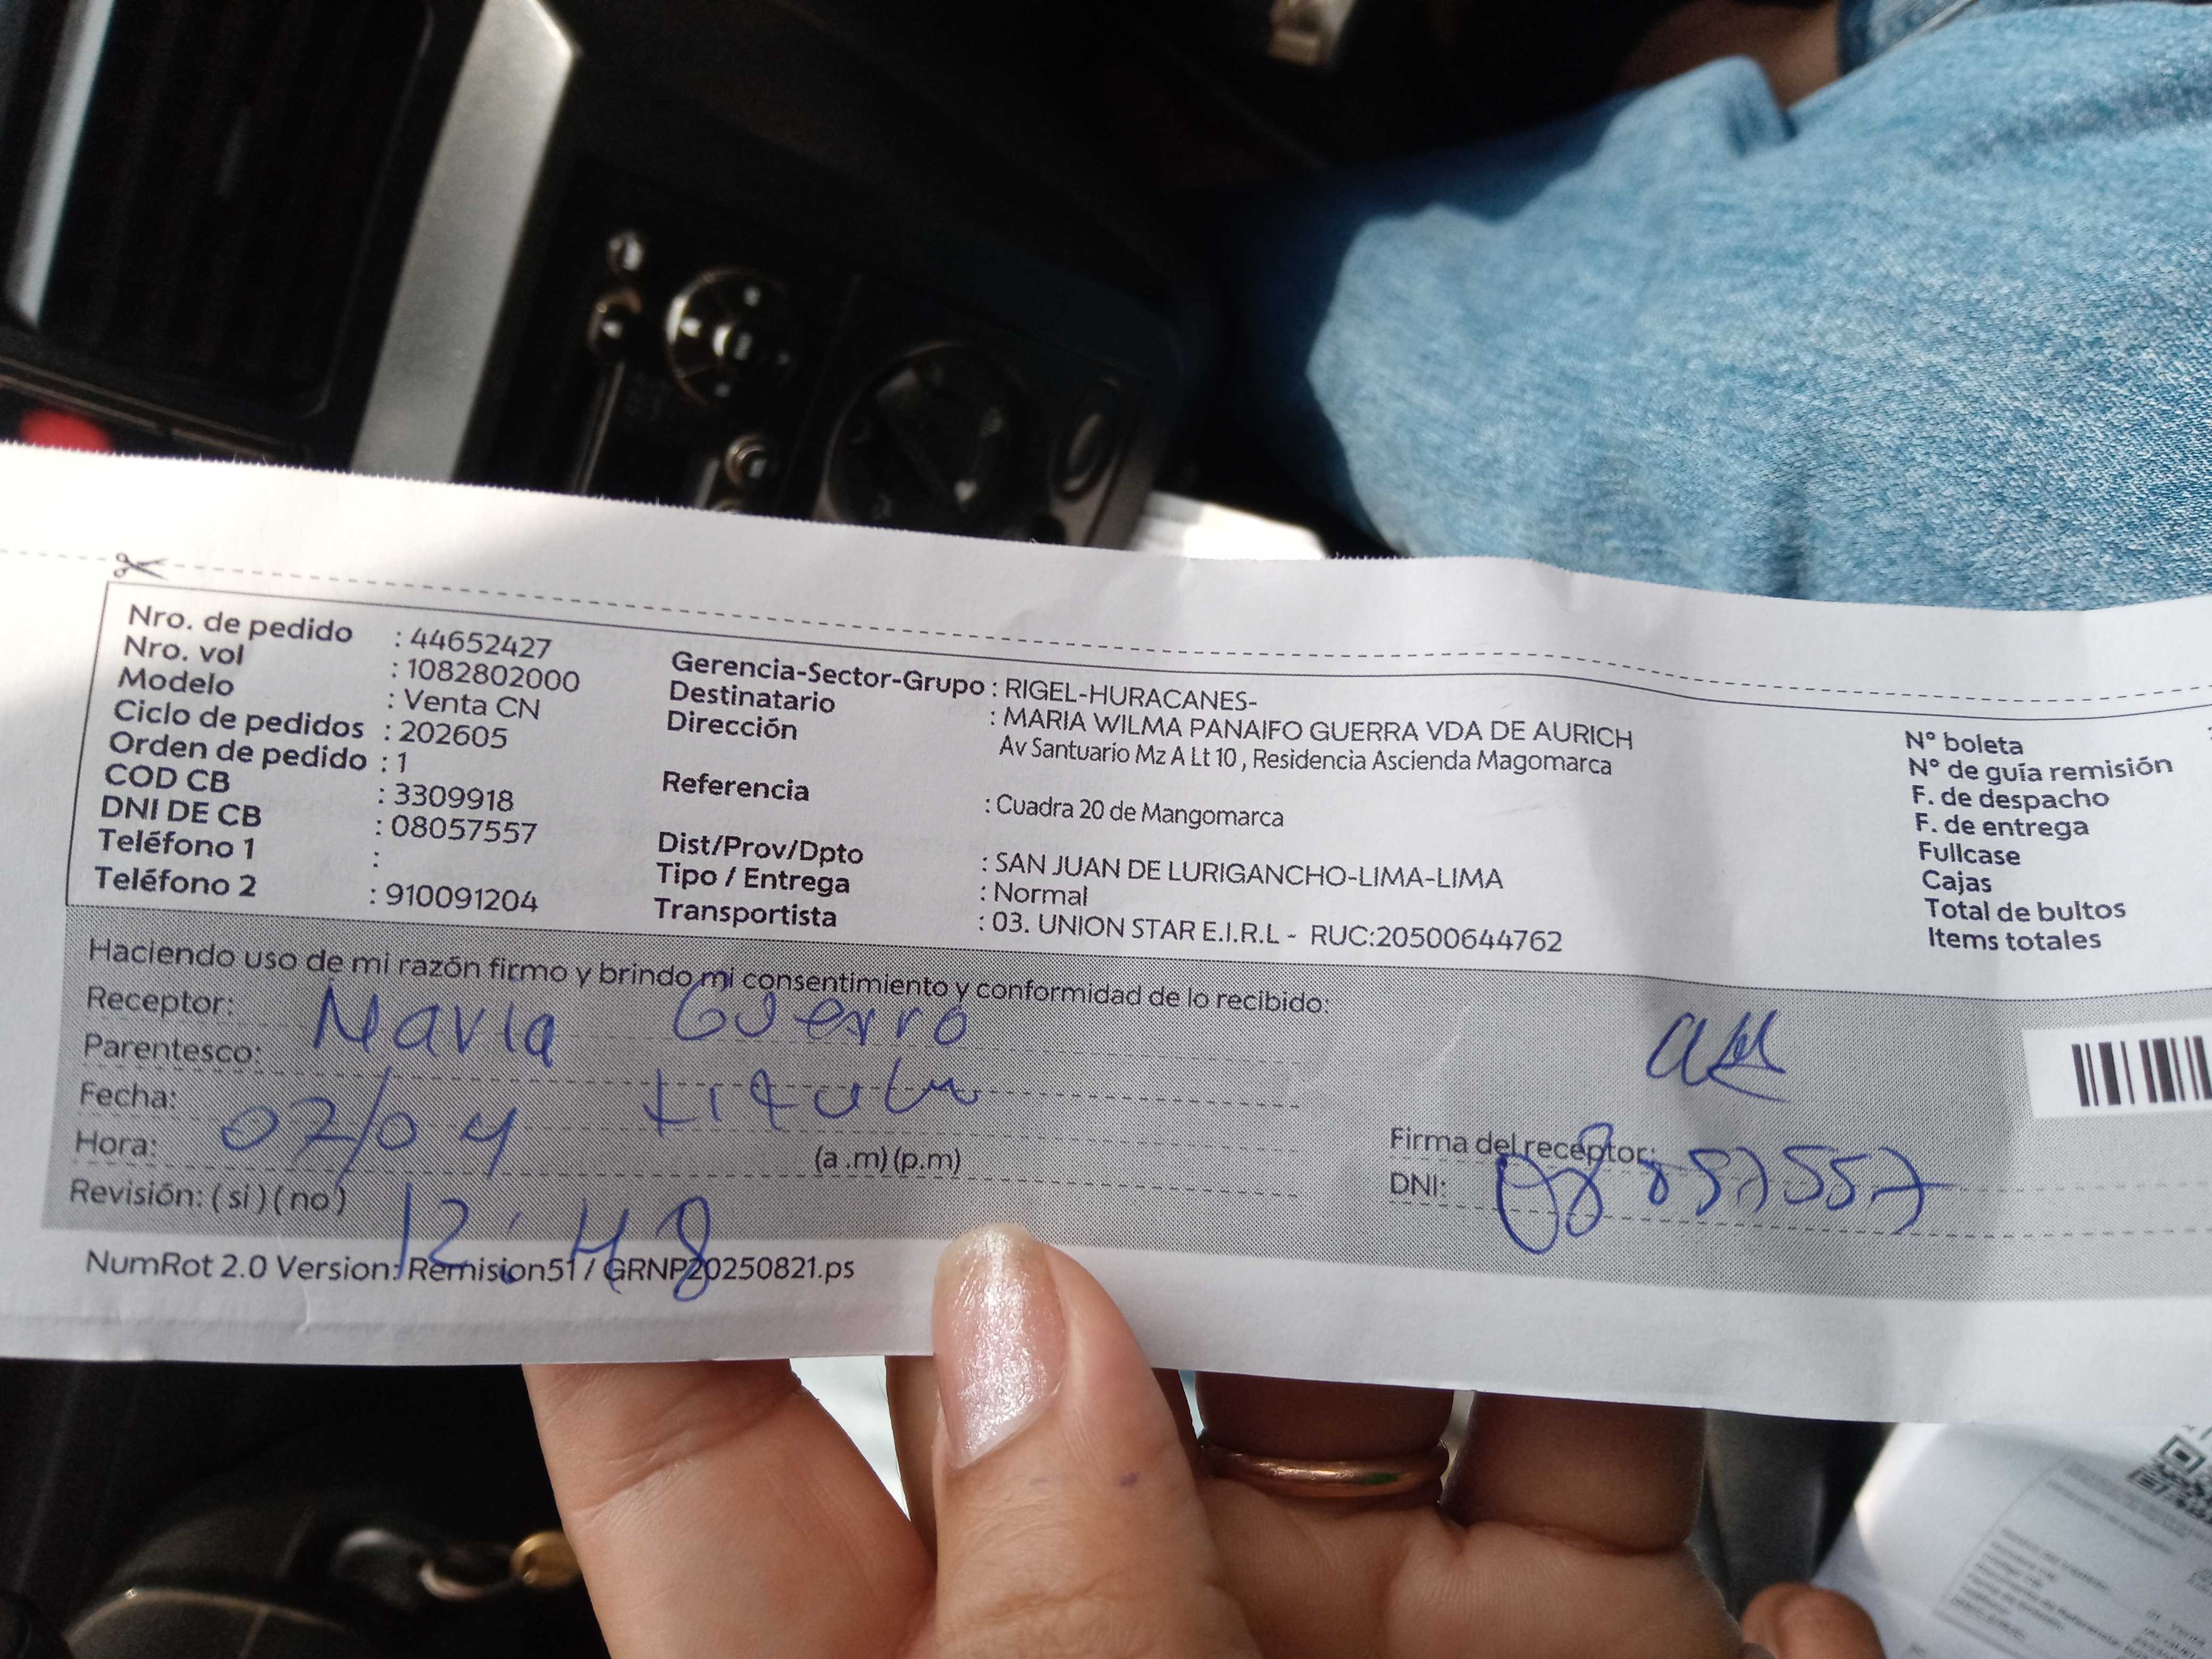 Nro. de pedido : 44652427
Nro. vol : 1082802000
Modelo : Venta CN
Ciclo de pedidos : 202605
Orden de pedido : 1
COD CB : 3309918
DNI DE CB : 08057557
Teléfono 1 :
Teléfono 2 : 910091204
Gerencia-Sector-Grupo : RIGEL-HURACANES-
Destinatario : MARIA WILMA PANAIFO GUERRA VDA DE AURICH
Dirección Av Santuario Mz A Lt 10 , Residencia Ascienda Magomarca
Referencia : Cuadra 20 de Mangomarca
Dist/Prov/Dpto : SAN JUAN DE LURIGANCHO-LIMA-LIMA
Tipo / Entrega : Normal
Transportista : 03. UNION STAR E.I.R.L - RUC:20500644762
N° boleta
N° de guía remisión
F. de despacho
F. de entrega
Fullcase
Cajas
Total de bultos
Items totales
Haciendo uso de mi razón firmo y brindo mi consentimiento y conformidad de lo recibido:
Receptor: Maria Guerra
Parentesco:
Fecha: 07/04
Hora: (a .m) (p.m)
Revisión: ( si ) ( no ) 12:48
Firma del receptor:
DNI:
NumRot 2.0 Version: Remision51 / GRNP20250821.ps